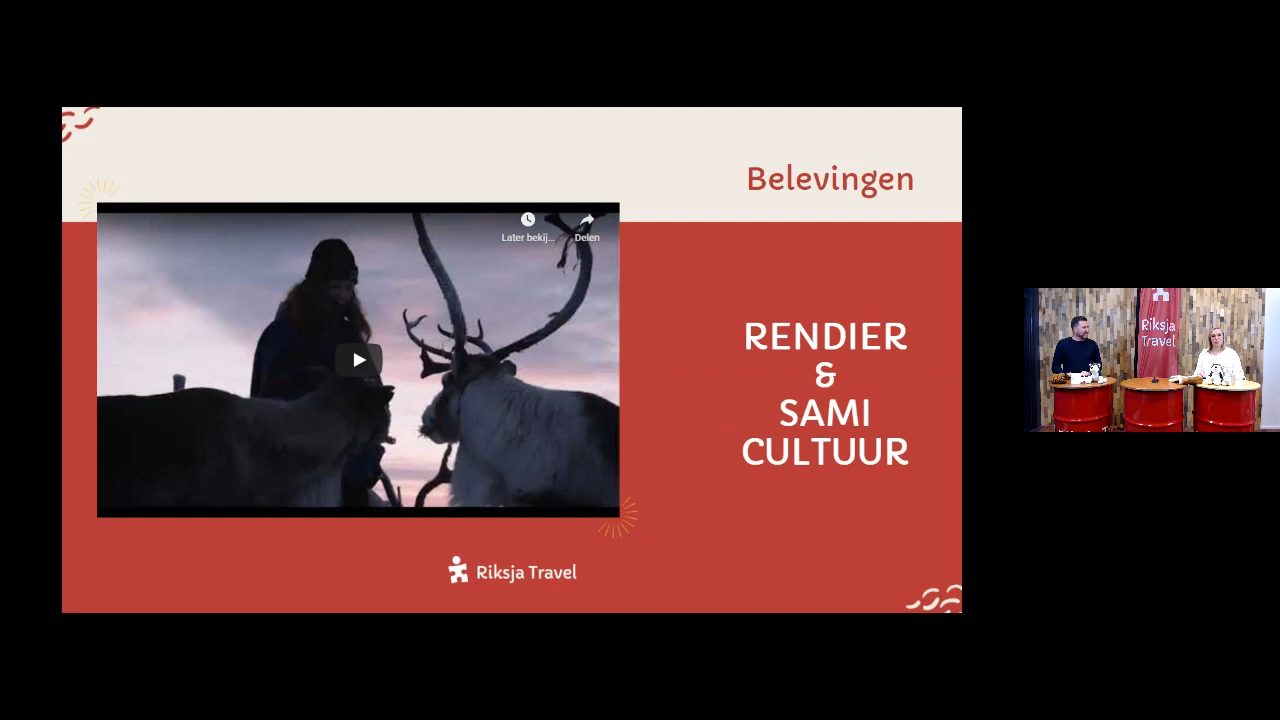 Belevingen
Later bekij...
Delen
RENDIER
&
SAMI
CULTUUR
Riksja Travel
Riksja
Travel